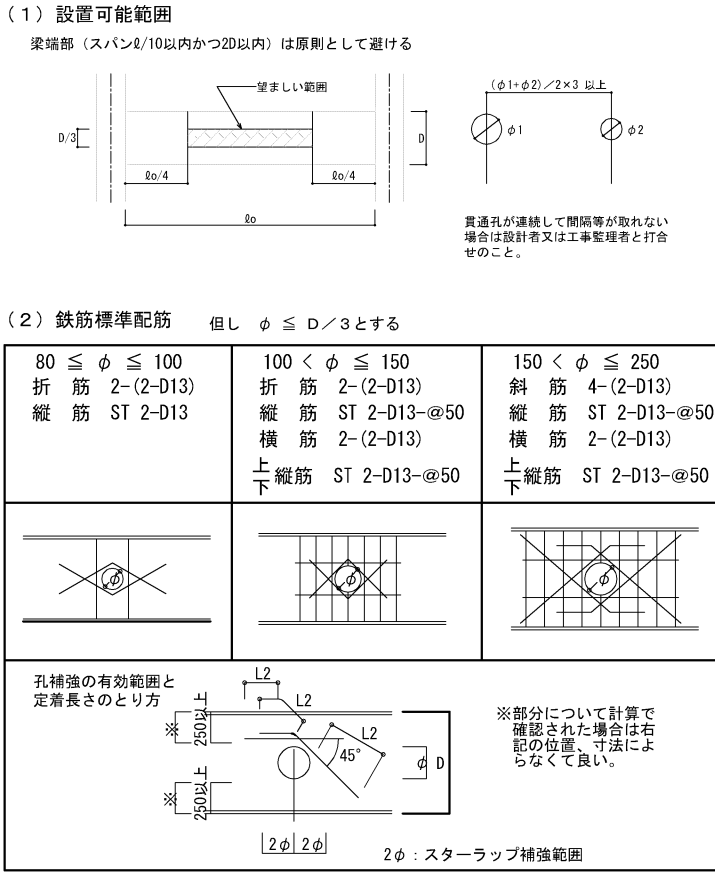 （１）設置可能範囲
梁端部（スパンℓ/10以内かつ2D以内）は原則として避ける
望ましい範囲
D/3
D
ℓo/4
ℓo/4
ℓo
(φ1+φ2)／2×3 以上
φ1
φ2
貫通孔が連続して間隔等が取れない
場合は設計者又は工事監理者と打合
せのこと。
（２）鉄筋標準配筋 但し φ ≦ Ｄ／３とする
80 ≦ φ ≦ 100
折 筋 2-(2-D13)
縦 筋 ST 2-D13
100 < φ ≦ 150
折 筋 2-(2-D13)
縦 筋 ST 2-D13-@50
横 筋 2-(2-D13)
上下縦筋 ST 2-D13-@50
150 < φ ≦ 250
斜 筋 4-(2-D13)
縦 筋 ST 2-D13-@50
横 筋 2-(2-D13)
上下縦筋 ST 2-D13-@50
φ
φ
φ
孔補強の有効範囲と
定着長さのとり方
L2
L2
L2
※
250以上
45°
φ
D
※
250以上
2φ
2φ
2φ：スターラップ補強範囲
※部分について計算で
確認された場合は右
記の位置、寸法によ
らなくて良い。